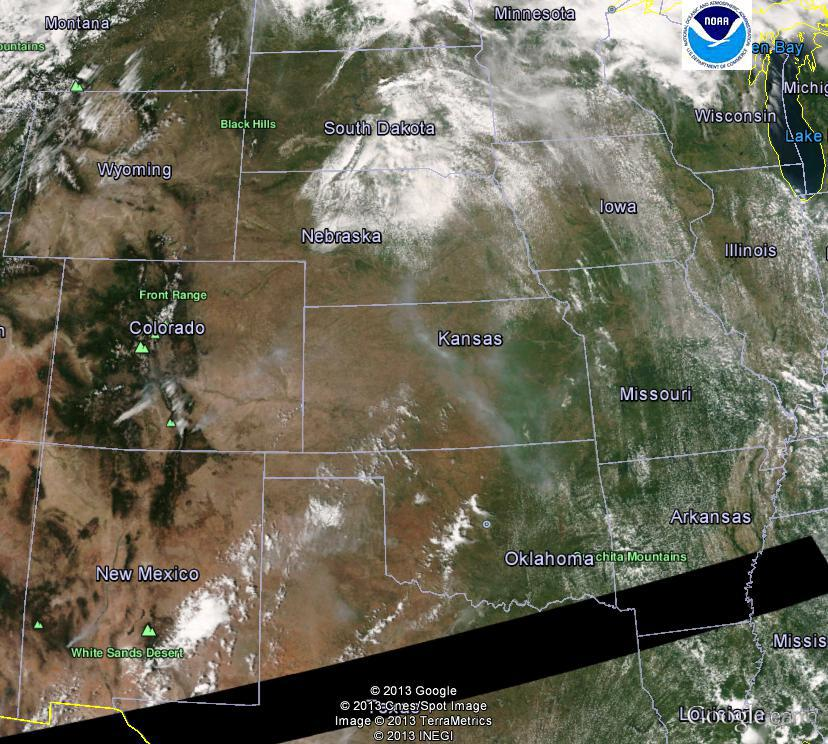 Montana
Minnesota
NOAA
en Bay
ountains
Michig
Black Hills
South Dakota
Wisconsin
Lake
Wyoming
Iowa
Nebraska
Illinois
Front Range
Colorado
Kansas
Missouri
Arkansas
Oklahoma
chita Mountains
New Mexico
White Sands Desert
Missis
© 2013 Google
© 2013 Cnes/Spot Image
Texas
Louisiana
Google earth
Image © 2013 TerraMetrics
© 2013 INEGI